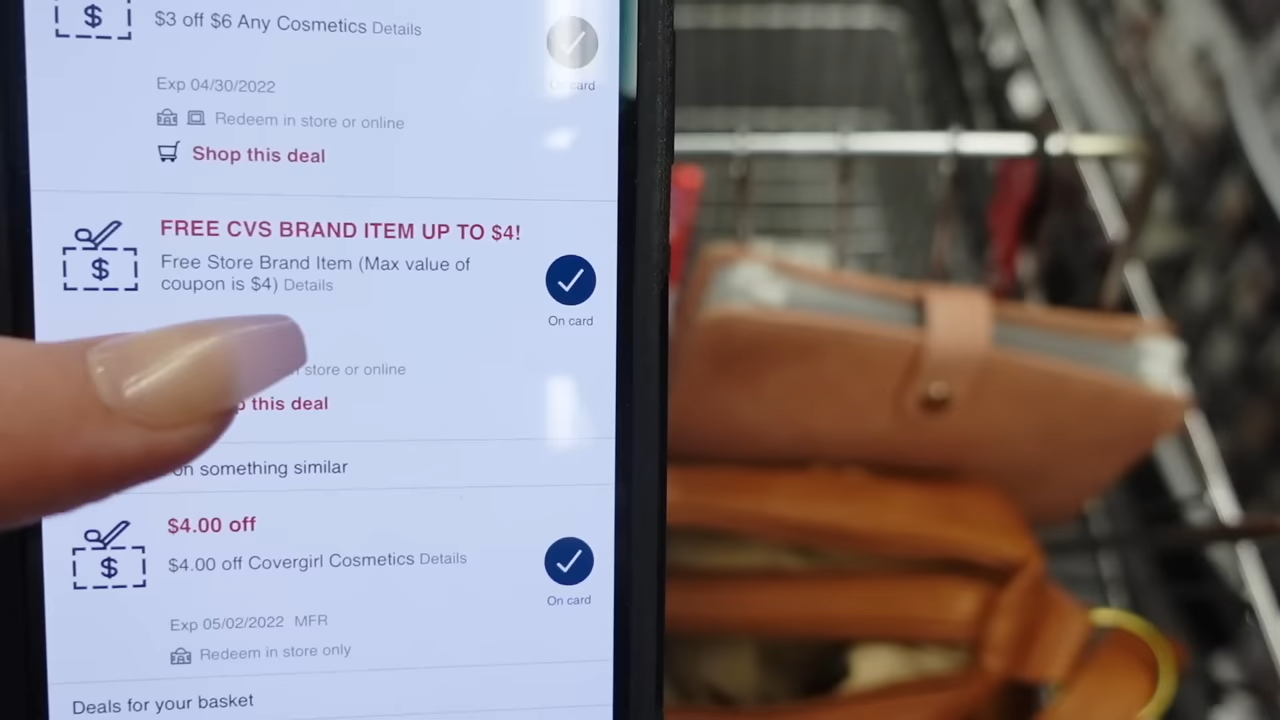 $
$3 off $6 Any Cosmetics Details
On card
Exp 04/30/2022
Redeem in store or online
Shop this deal
FREE CVS BRAND ITEM UP TO $4!
$
Free Store Brand Item (Max value of
coupon is $4) Details
On card
store or online
this deal
on something similar
$4.00 off
$
$4.00 off Covergirl Cosmetics Details
On card
Exp 05/02/2022 MFR
Redeem in store only
Deals for your basket